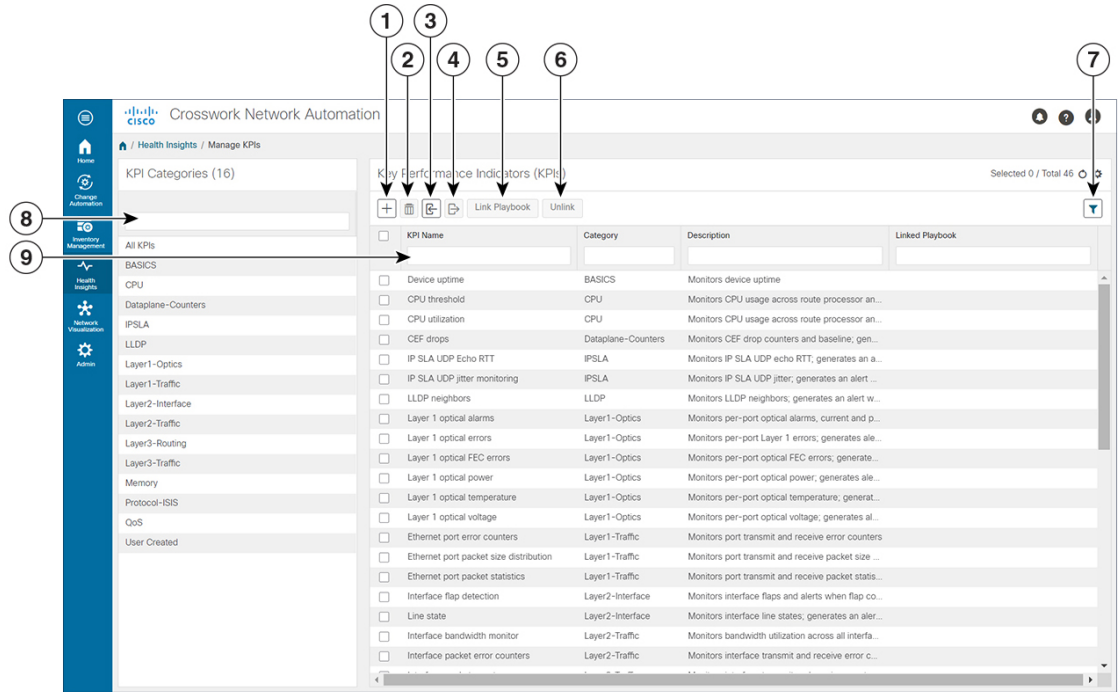 1
3
2
4
5
6
7
CISCO Crosswork Network Automation
/ Health Insights / Manage KPIs
Home
Change Automation
Inventory Management
Health Insights
Network Visualization
Admin
8
9
KPI Categories (16)
All KPIs
BASICS
CPU
Dataplane-Counters
IPSLA
LLDP
Layer1-Optics
Layer1-Traffic
Layer2-Interface
Layer2-Traffic
Layer3-Routing
Layer3-Traffic
Memory
Protocol-ISIS
QoS
User Created
Key Performance Indicators (KPIs) Selected 0 / Total 46
Link Playbook Unlink
KPI Name Category Description Linked Playbook
Device uptime BASICS Monitors device uptime
CPU threshold CPU Monitors CPU usage across route processor an...
CPU utilization CPU Monitors CPU usage across route processor an...
CEF drops Dataplane-Counters Monitors CEF drop counters and baseline; gen...
IP SLA UDP Echo RTT IPSLA Monitors IP SLA UDP echo RTT; generates an a...
IP SLA UDP jitter monitoring IPSLA Monitors IP SLA UDP jitter; generates an alert ...
LLDP neighbors LLDP Monitors LLDP neighbors; generates an alert w...
Layer 1 optical alarms Layer1-Optics Monitors per-port optical alarms, current and p...
Layer 1 optical errors Layer1-Optics Monitors per-port Layer 1 errors; generates ale...
Layer 1 optical FEC errors Layer1-Optics Monitors per-port optical FEC errors; generate...
Layer 1 optical power Layer1-Optics Monitors per-port optical power; generates ale...
Layer 1 optical temperature Layer1-Optics Monitors per-port optical temperature; generat...
Layer 1 optical voltage Layer1-Optics Monitors per-port optical voltage; generates al...
Ethernet port error counters Layer1-Traffic Monitors port transmit and receive error counters
Ethernet port packet size distribution Layer1-Traffic Monitors port transmit and receive packet size ...
Ethernet port packet statistics Layer1-Traffic Monitors port transmit and receive packet statis...
Interface flap detection Layer2-Interface Monitors interface flaps and alerts when flap co...
Line state Layer2-Interface Monitors interface line states; generates an aler...
Interface bandwidth monitor Layer2-Traffic Monitors bandwidth utilization across all interfa...
Interface packet error counters Layer2-Traffic Monitors interface transmit and receive error c...